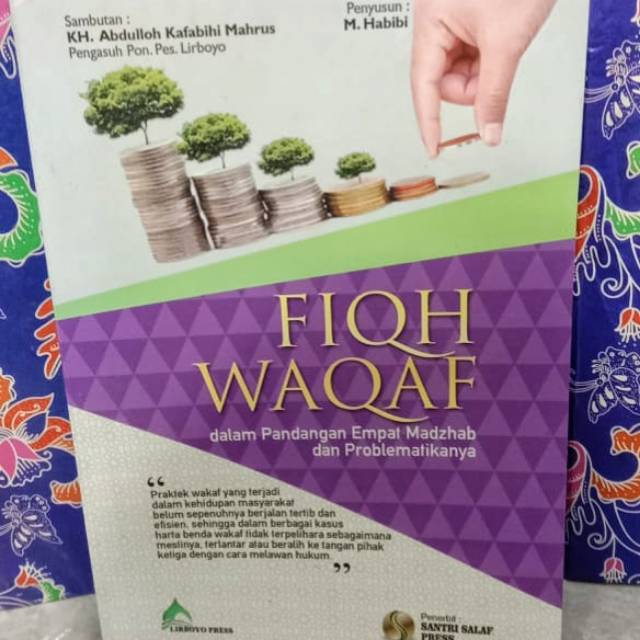 Sambutan :
KH. Abdulloh Kafabihi Mahrus
Pengasuh Pon. Pes. Lirboyo
Penyusun :
M. Habibi
FIQH
WAQAF
dalam Pandangan Empat Madzhab
dan Problematikanya
“
Praktek wakaf yang terjadi
dalam kehidupan masyarakat
belum sepenuhnya berjalan tertib dan
efisien, sehingga dalam berbagai kasus
harta benda wakaf tidak terpelihara sebagaimana
mestinya, terlantar atau beralih ke tangan pihak
ketiga dengan cara melawan hukum.
”
LIRBOYO PRESS
Penerbit :
SANTRI SALAF
PRESS